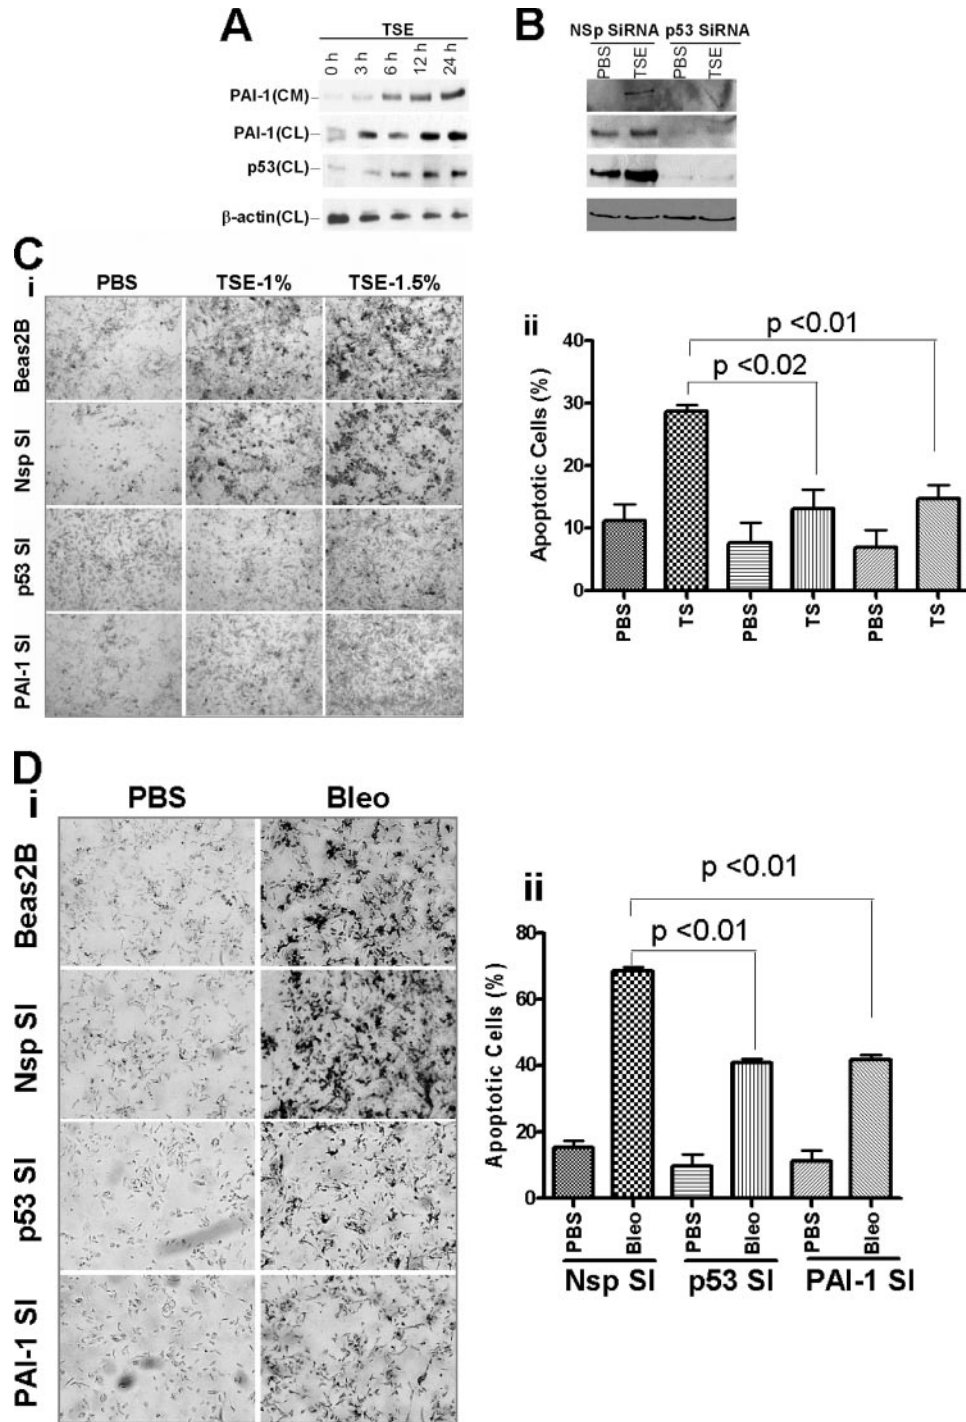 A
TSE
0 h 3 h 6 h 12 h 24 h
PAI-1(CM)
PAI-1(CL)
p53(CL)
β-actin(CL)
B
NSp SiRNA p53 SiRNA
PBS TSE PBS TSE
C
i
PBS TSE-1% TSE-1.5%
Beas2B
Nsp SI
p53 SI
PAI-1 SI
ii
p <0.01
p <0.02
Apoptotic Cells (%)
40
30
20
10
0
PBS TS PBS TS PBS TS
D
i
PBS Bleo
Beas2B
Nsp SI
p53 SI
PAI-1 SI
ii
p <0.01
p <0.01
Apoptotic Cells (%)
80
60
40
20
0
PBS Bleo PBS Bleo PBS Bleo
Nsp SI p53 SI PAI-1 SI